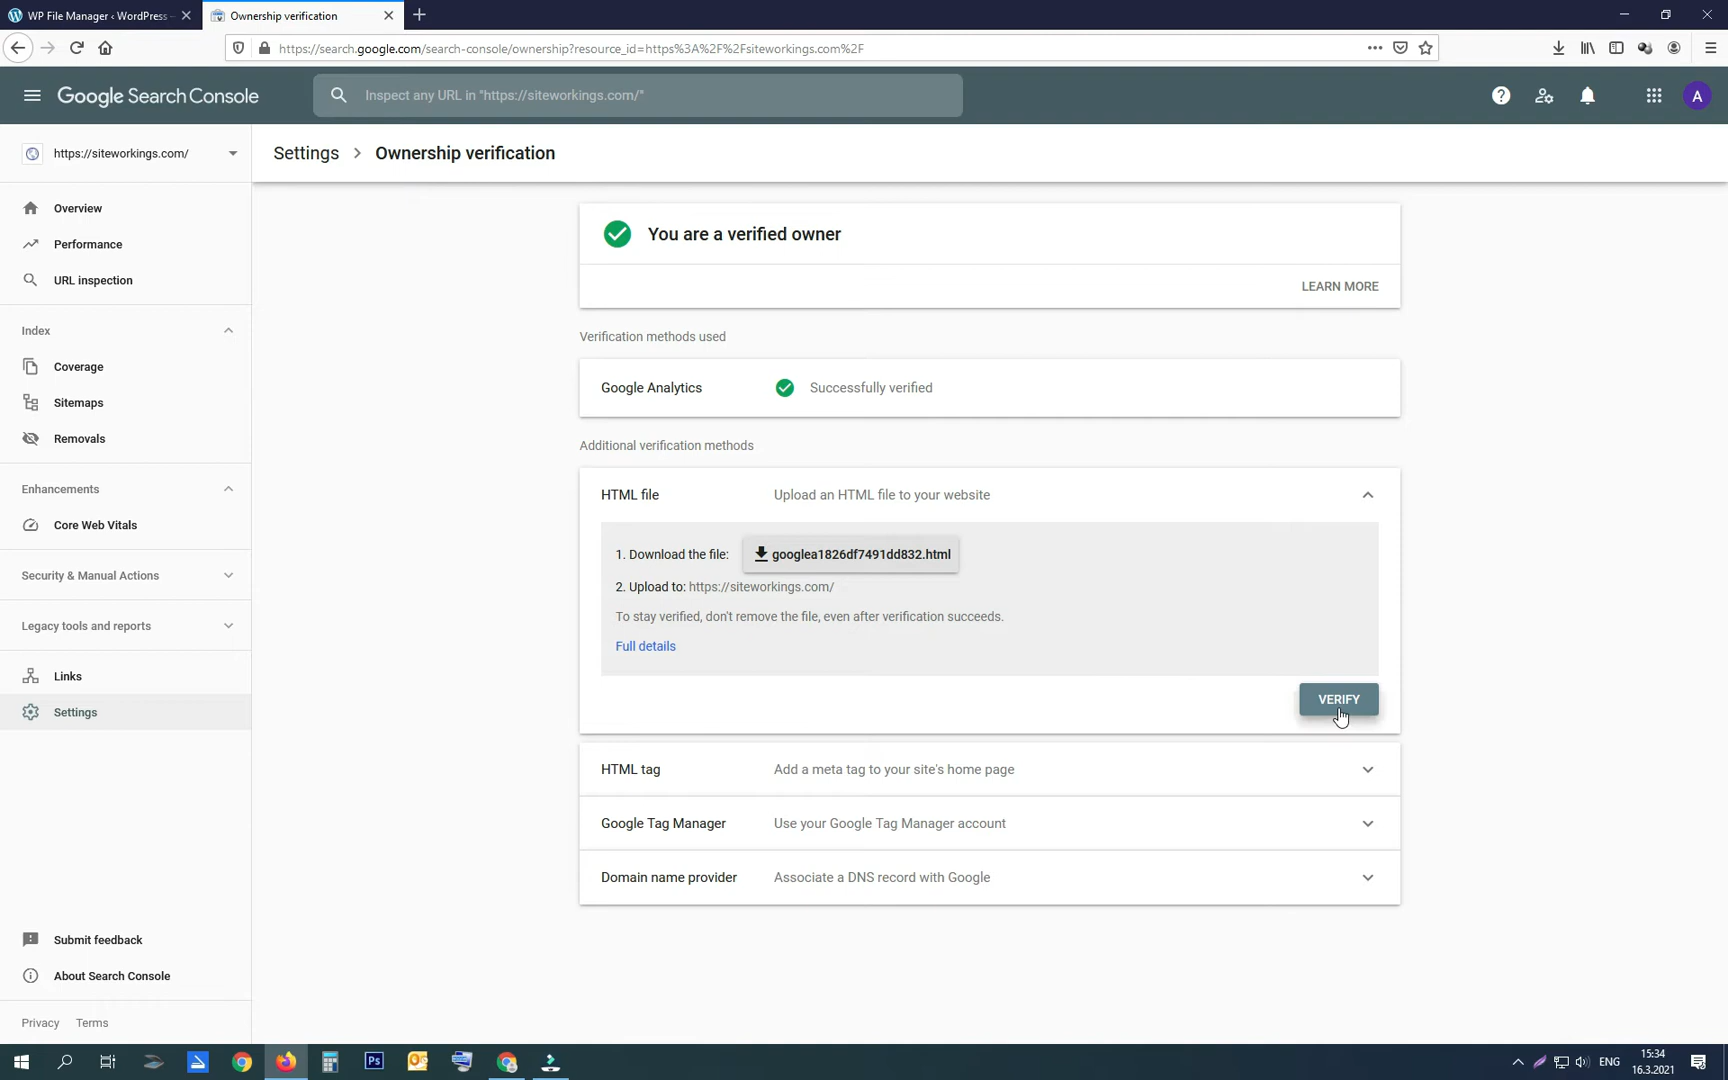 WP File Manager ‹ WordPress
Ownership verification
https://search.google.com/search-console/ownership?resource_id=https%3A%2F%2Fsiteworkings.com%2F
Google Search Console
Inspect any URL in "https://siteworkings.com/"
A
https://siteworkings.com/
Settings
Ownership verification
Overview
Performance
URL inspection
Index
Coverage
Sitemaps
Removals
Enhancements
Core Web Vitals
Security & Manual Actions
Legacy tools and reports
Links
Settings
Submit feedback
About Search Console
Privacy Terms
You are a verified owner
LEARN MORE
Verification methods used
Google Analytics Successfully verified
Additional verification methods
HTML file Upload an HTML file to your website
1. Download the file: googlea1826df7491dd832.html
2. Upload to: https://siteworkings.com/
To stay verified, don't remove the file, even after verification succeeds.
Full details
VERIFY
HTML tag Add a meta tag to your site's home page
Google Tag Manager Use your Google Tag Manager account
Domain name provider Associate a DNS record with Google
Ps
ENG
15:34
16.3.2021